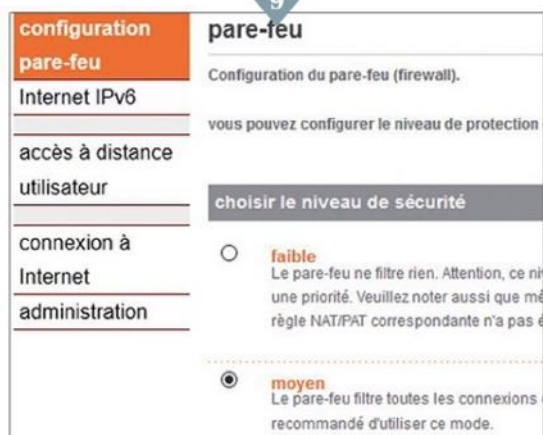 9
configuration
pare-feu
Internet IPv6
accès à distance
utilisateur
connexion à
Internet
administration
pare-feu
Configuration du pare-feu (firewall).
vous pouvez configurer le niveau de protection
choisir le niveau de sécurité
faible
Le pare-feu ne filtre rien. Attention, ce
une priorité. Veuillez noter aussi que
règle NAT/PAT correspondante n'a pas
moyen
Le pare-feu filtre toutes les connexions
recommandé d'utiliser ce mode.